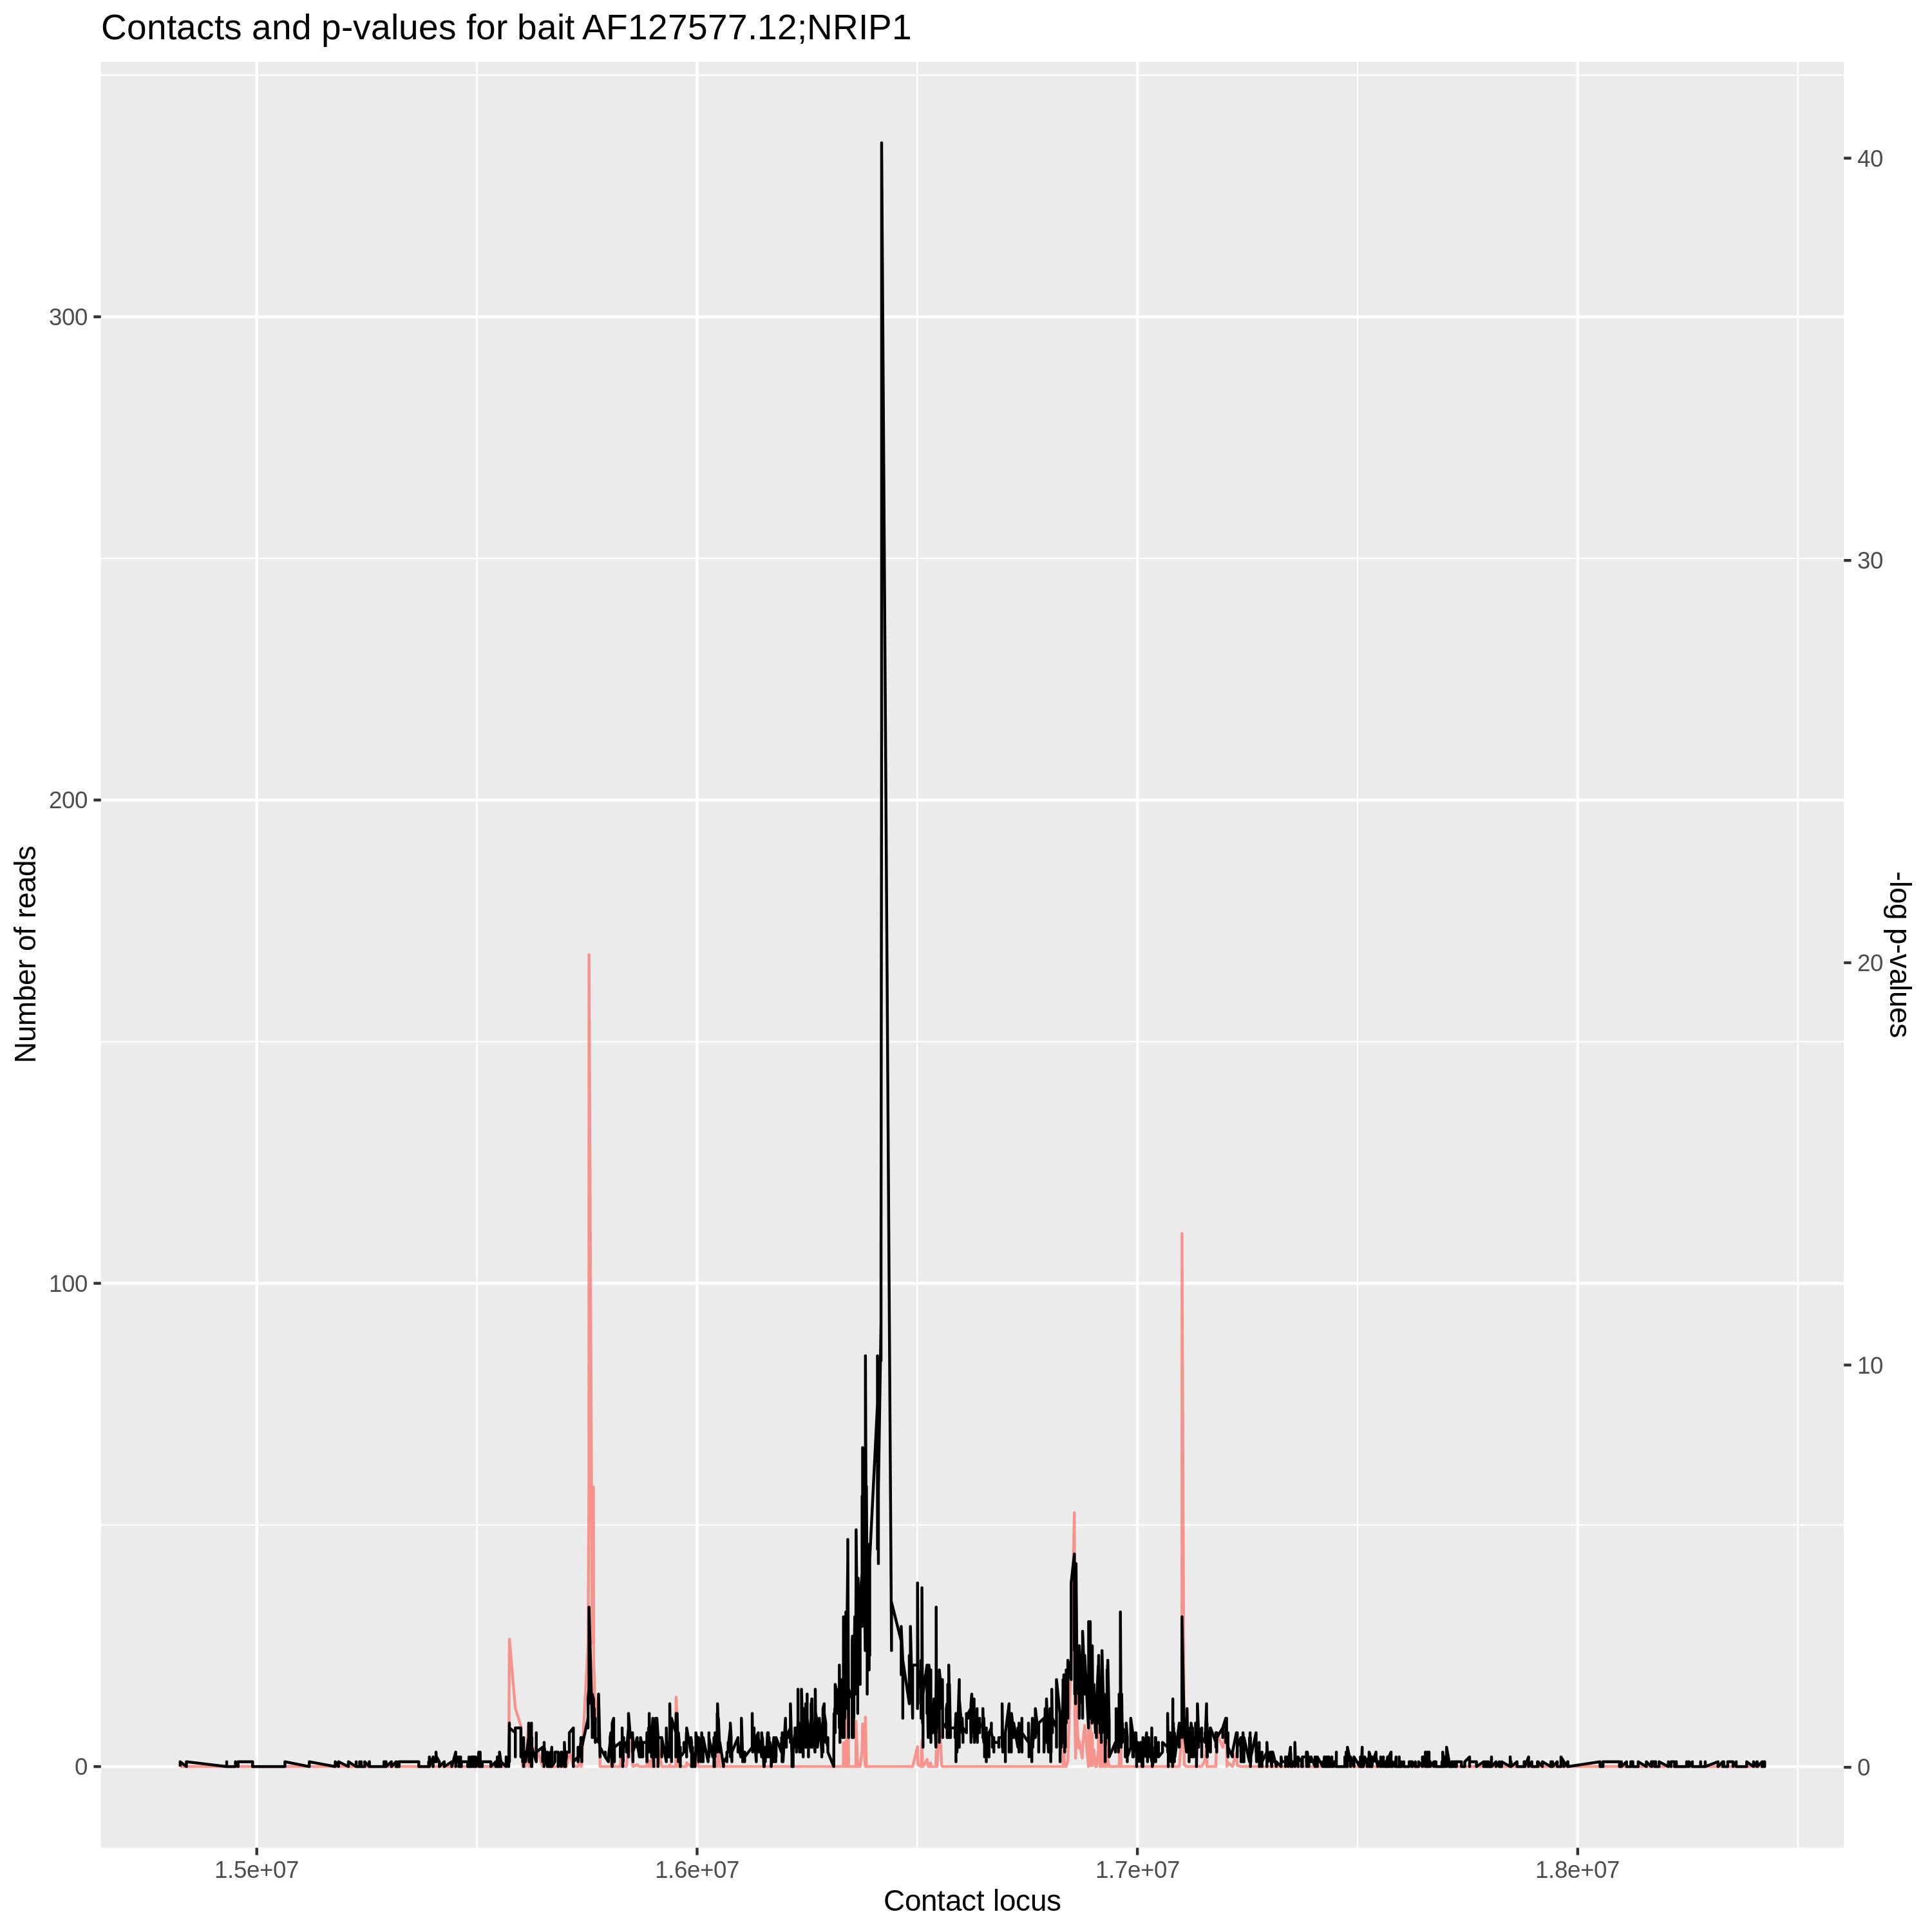 Contacts and p-values for bait AF127577.12;NRIP1
300
200
100
0
Number of reads
40
30
20
10
0
-log p-values
1.5e+07
1.6e+07
1.7e+07
1.8e+07
Contact locus